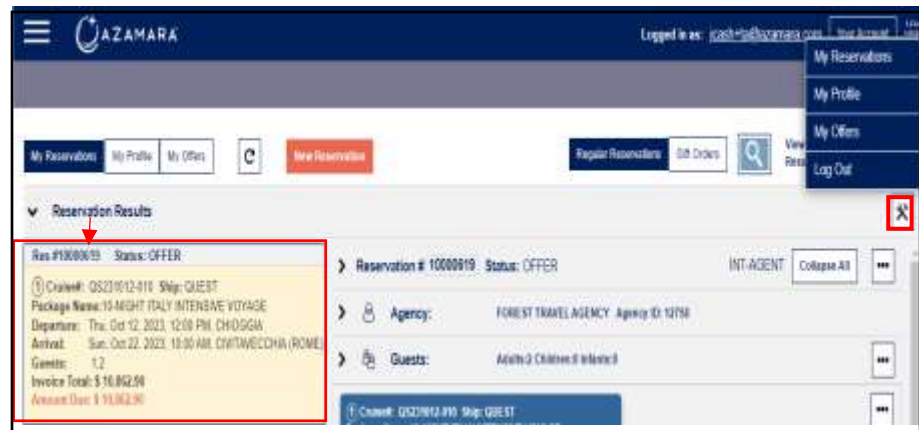 AZAMARA
Logged in as:
Your Account
My Reservations
My Profile
My Offers
Log Out
My Reservations My Profile My Offers New Reservation Regular Reservations Gift Orders
Reservation Results
Res #10000619 Status: OFFER
1 Cruise#: QS231012-010 Ship: QUEST
Package Name: 10-NIGHT ITALY INTENSIVE VOYAGE
Departure: Thu, Oct 12, 2023, 12:00 PM, CHIOGGIA
Arrival: Sun, Oct 22, 2023, 10:00 AM, CIVITAVECCHIA (ROME)
Guests: 1,2
Invoice Total: $ 10,862.90
Amount Due: $ 10,862.90
Reservation # 10000619 Status: OFFER INT-AGENT Collapse All
Agency: FOREST TRAVEL AGENCY Agency ID: 13750
Guests: Adults:2 Children:0 Infants:0
1 Cruise#: QS231012-010 Ship: QUEST